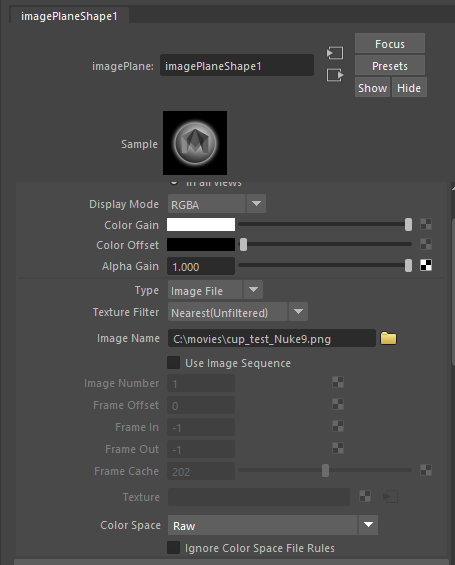 imagePlaneShape1
imagePlane: imagePlaneShape1
Focus
Presets
Show Hide
Sample
In all views
Display Mode RGBA
Color Gain
Color Offset
Alpha Gain 1.000
Type Image File
Texture Filter Nearest(Unfiltered)
Image Name C:\movies\cup_test_Nuke9.png
Use Image Sequence
Image Number 1
Frame Offset 0
Frame In -1
Frame Out -1
Frame Cache 202
Texture
Color Space Raw
Ignore Color Space File Rules